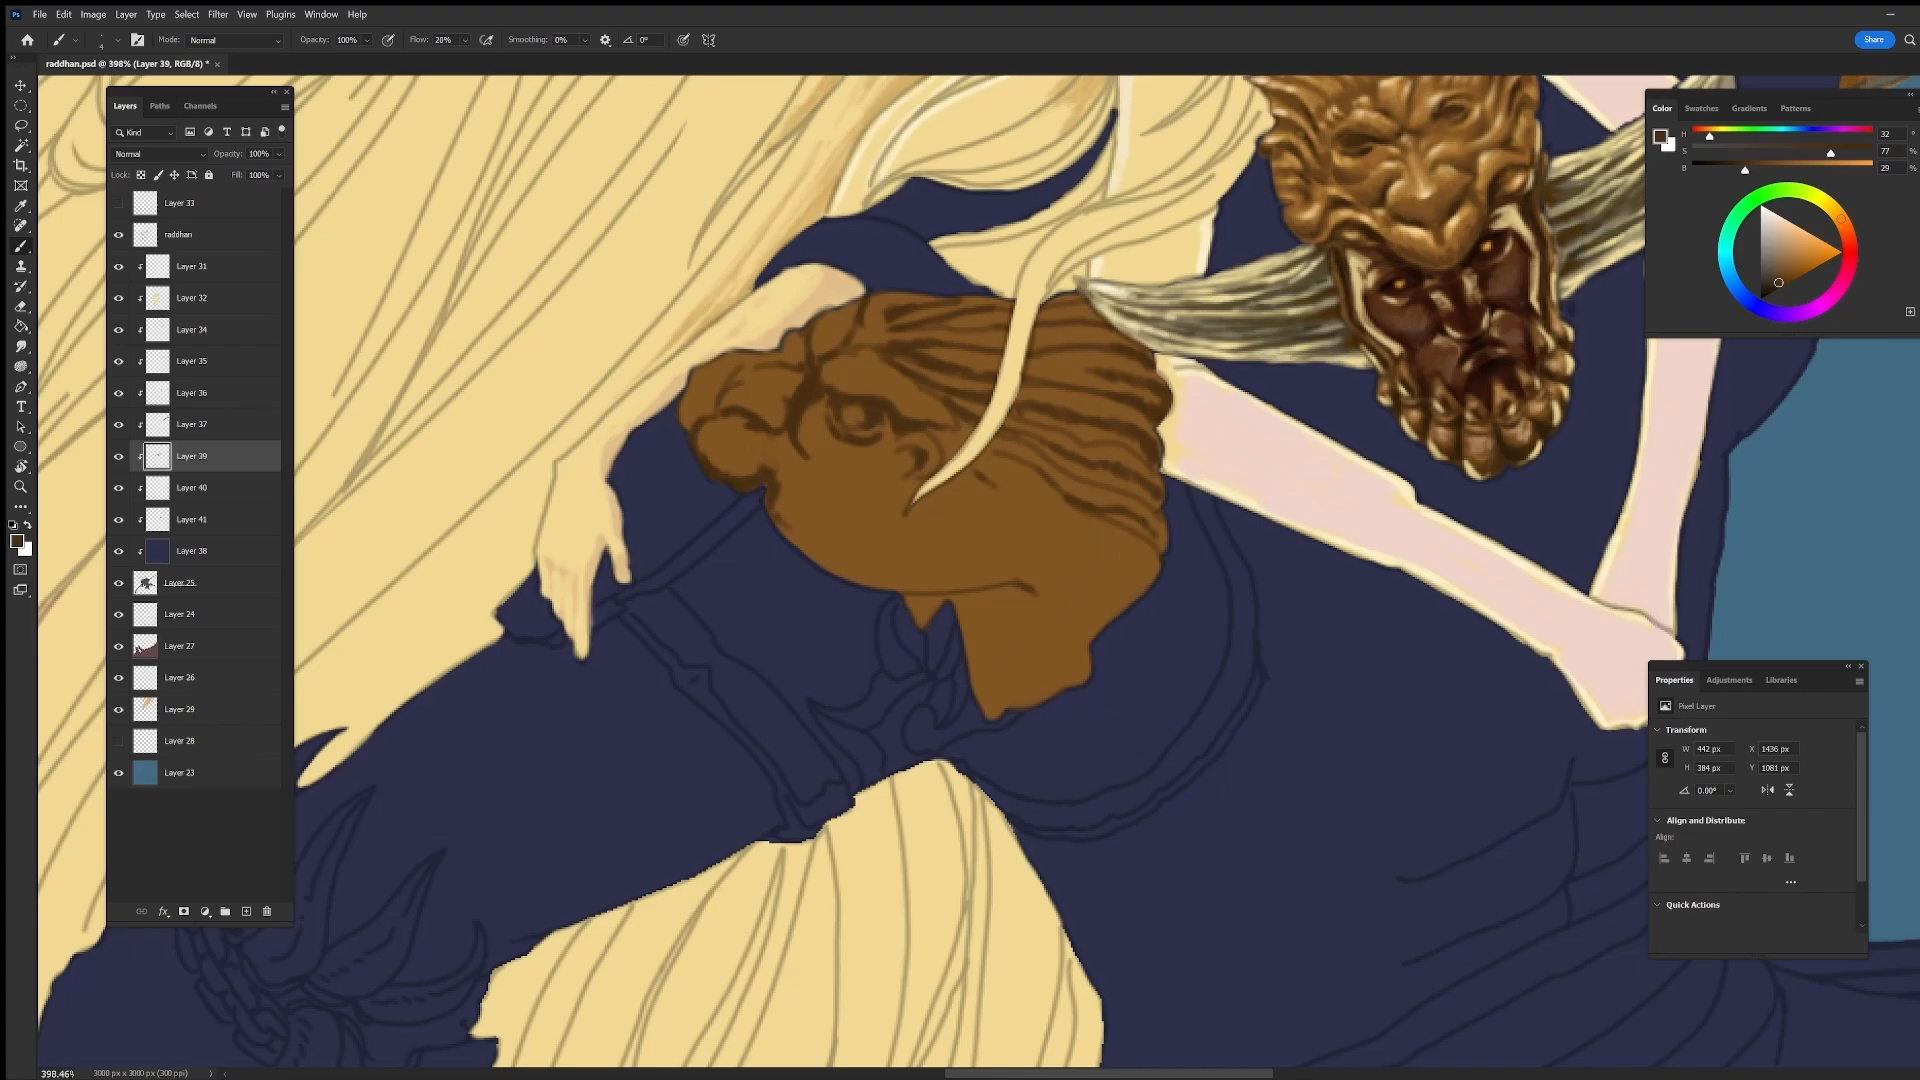 File Edit Image Layer Type Select Filter View Plugins Window Help
4 Mode: Normal Opacity: 100% Flow: 20% Smoothing: 0% 0° Share
raddhan.psd @ 398% (Layer 39, RGB/8) *
Layers Paths Channels
Kind
Normal Opacity: 100%
Lock: Fill: 100%
Layer 33
raddhan
Layer 31
Layer 32
Layer 34
Layer 35
Layer 36
Layer 37
Layer 39
Layer 40
Layer 41
Layer 38
Layer 25
Layer 24
Layer 27
Layer 26
Layer 29
Layer 28
Layer 23
fx
Color Swatches Gradients Patterns
H 32 °
S 77 %
B 29 %
Properties Adjustments Libraries
Pixel Layer
Transform
W 442 px X 1436 px
H 384 px Y 1081 px
0.00°
Align and Distribute
Align:
Quick Actions
398.46% 3000 px x 3000 px (300 ppi)